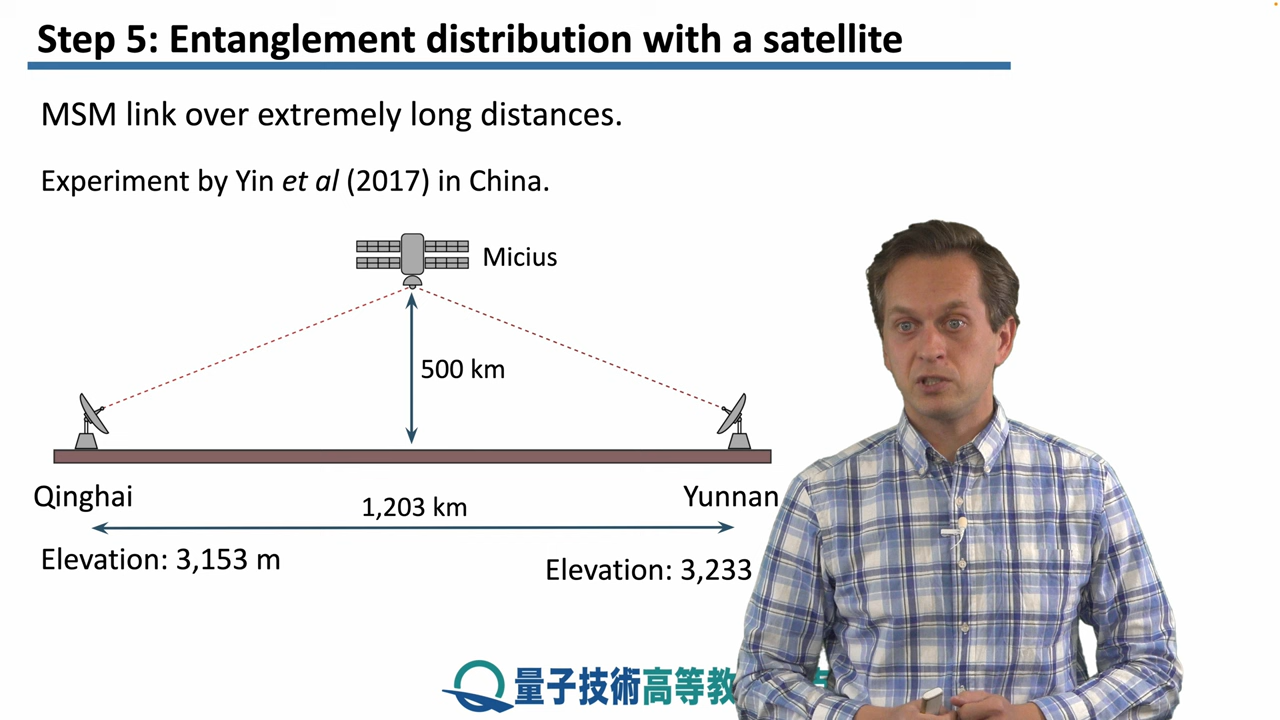 Step 5: Entanglement distribution with a satellite
MSM link over extremely long distances.
Experiment by Yin et al (2017) in China.
Micius
500 km
Qinghai
1,203 km
Yunnan
Elevation: 3,153 m
Elevation: 3,233
量子技術高等教